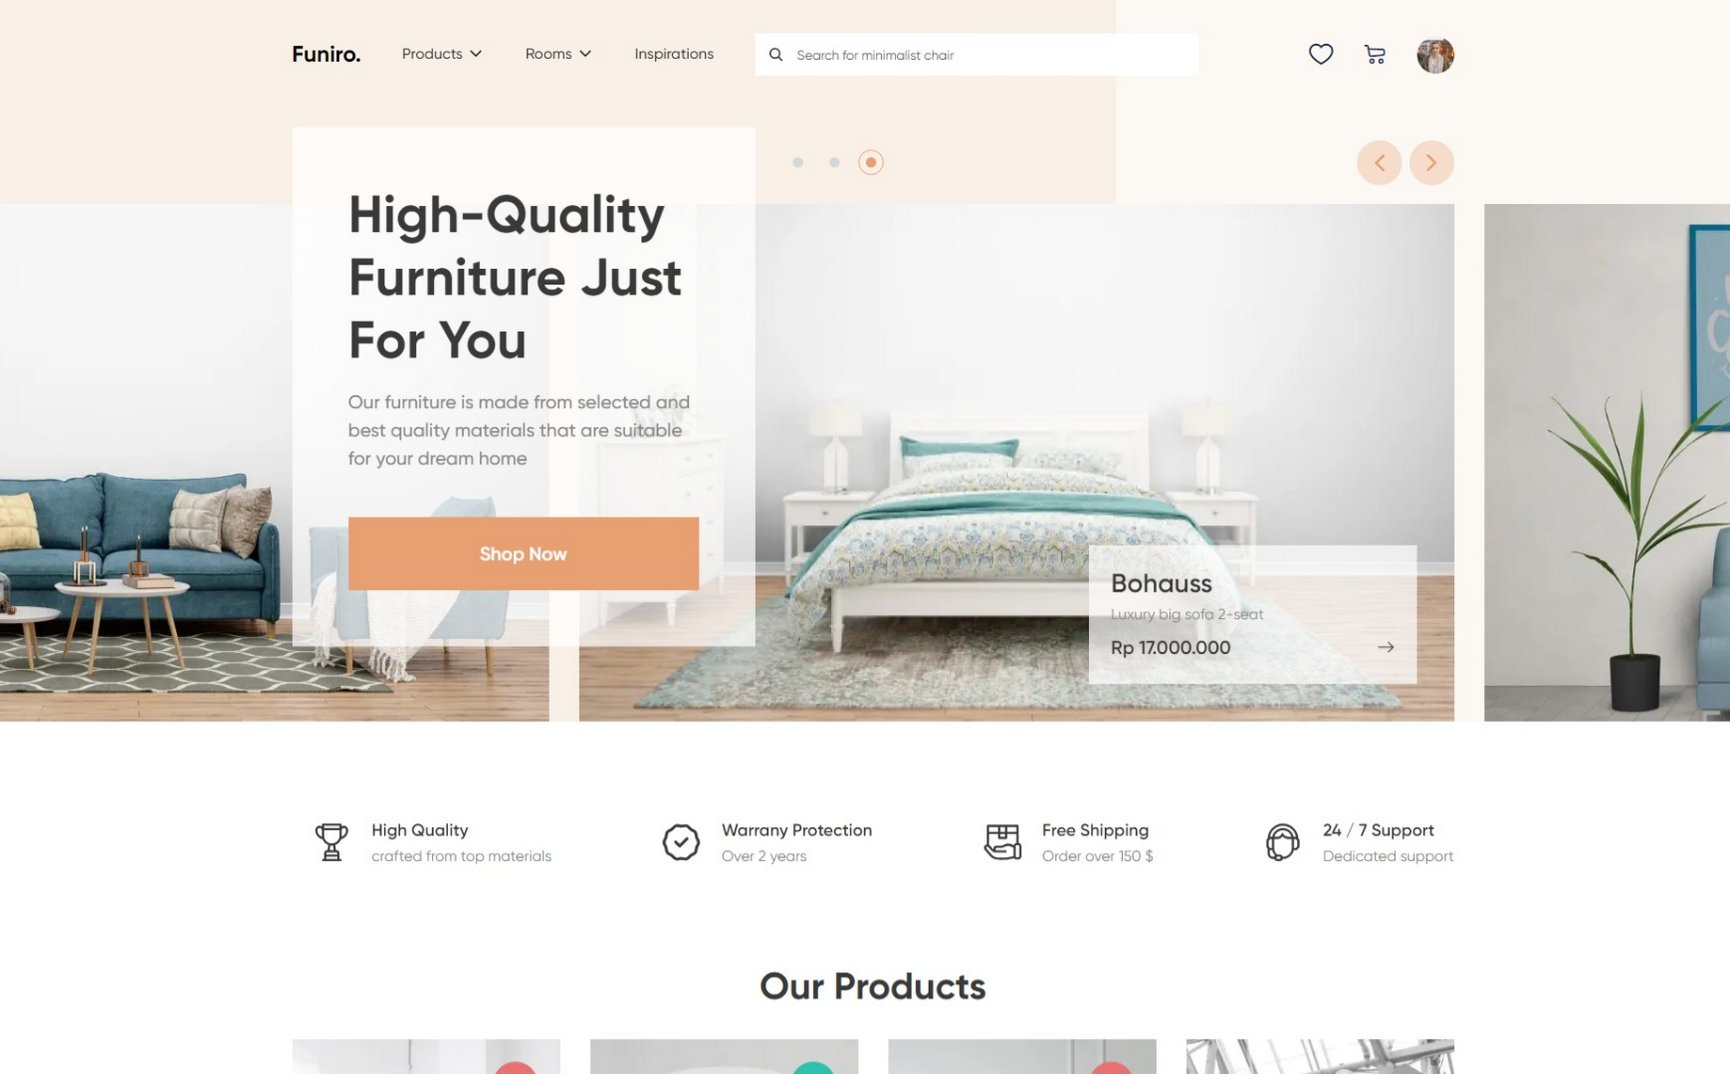 Funiro.
Products
Rooms
Inspirations
Search for minimalist chair
High-Quality
Furniture Just
For You
Our furniture is made from selected and
best quality materials that are suitable
for your dream home
Shop Now
Bohauss
Luxury big sofa 2-seat
Rp 17.000.000
High Quality
crafted from top materials
Warrany Protection
Over 2 years
Free Shipping
Order over 150 $
24 / 7 Support
Dedicated support
Our Products